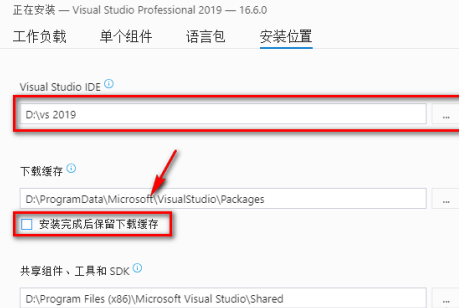 正在安装 — Visual Studio Professional 2019 — 16.6.0
工作负载 单个组件 语言包 安装位置
Visual Studio IDE
D:\vs 2019 ...
下载缓存
D:\ProgramData\Microsoft\VisualStudio\Packages ...
安装完成后保留下载缓存
共享组件、工具和 SDK
D:\Program Files (x86)\Microsoft Visual Studio\Shared ...